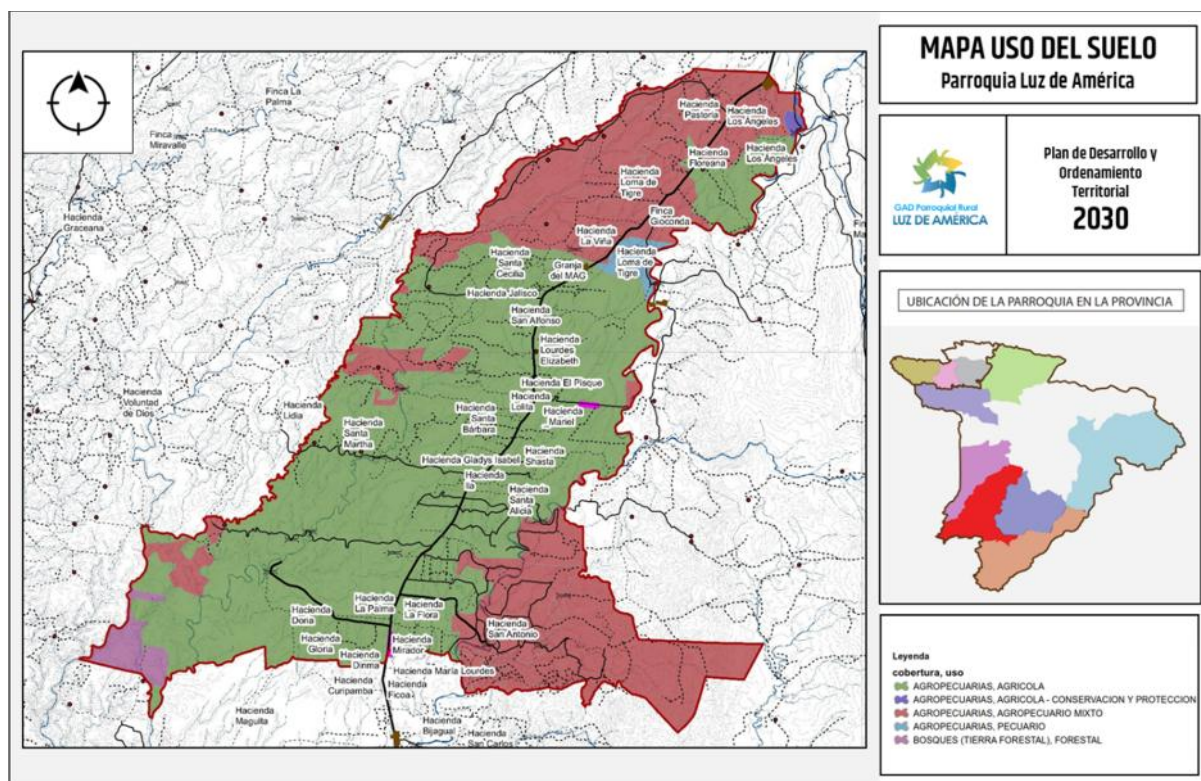 MAPA USO DEL SUELO
Parroquia Luz de América
GAD Parroquial Rural
LUZ DE AMÉRICA
Plan de Desarrollo y
Ordenamiento
Territorial
2030
UBICACIÓN DE LA PARROQUIA EN LA PROVINCIA
Leyenda
cobertura, uso
AGROPECUARIAS, AGRICOLA
AGROPECUARIAS, AGRICOLA - CONSERVACION Y PROTECCION
AGROPECUARIAS, AGROPECUARIO MIXTO
AGROPECUARIAS, PECUARIO
BOSQUES (TIERRA FORESTAL), FORESTAL
Finca La
Palma
Finca
Miravalle
Hacienda
Graceana
Hacienda
Pastoria
Hacienda
Los Ángeles
Hacienda
Floreana
Hacienda
Los Ángeles
Hacienda
Loma de
Tigre
Finca
Gioconda
Hacienda
La Viña
Hacienda
Santa
Cecilia
Granja
del MAG
Hacienda
Loma de
Tigre
Hacienda Jalisco
Hacienda
San Alfonso
Hacienda
Lourdes
Elizabeth
Hacienda El Pisque
Hacienda
Lolita
Hacienda
Mariel
Hacienda
Voluntad
de Dios
Hacienda
Lidia
Hacienda
Santa
Martha
Hacienda
Santa
Bárbara
Hacienda Gladys Isabel
Hacienda
Shasta
Hacienda
Ila
Hacienda
Santa
Alicia
Hacienda
La Palma
Hacienda
La Flora
Hacienda
Doria
Hacienda
San Antonio
Hacienda
Gloria
Hacienda
Mirador
Hacienda
Dinma
Hacienda María Lourdes
Hacienda
Curipamba
Hacienda
Ficoa
Hacienda
Magulla
Hacienda
Bijagual
Hacienda
San Carlos